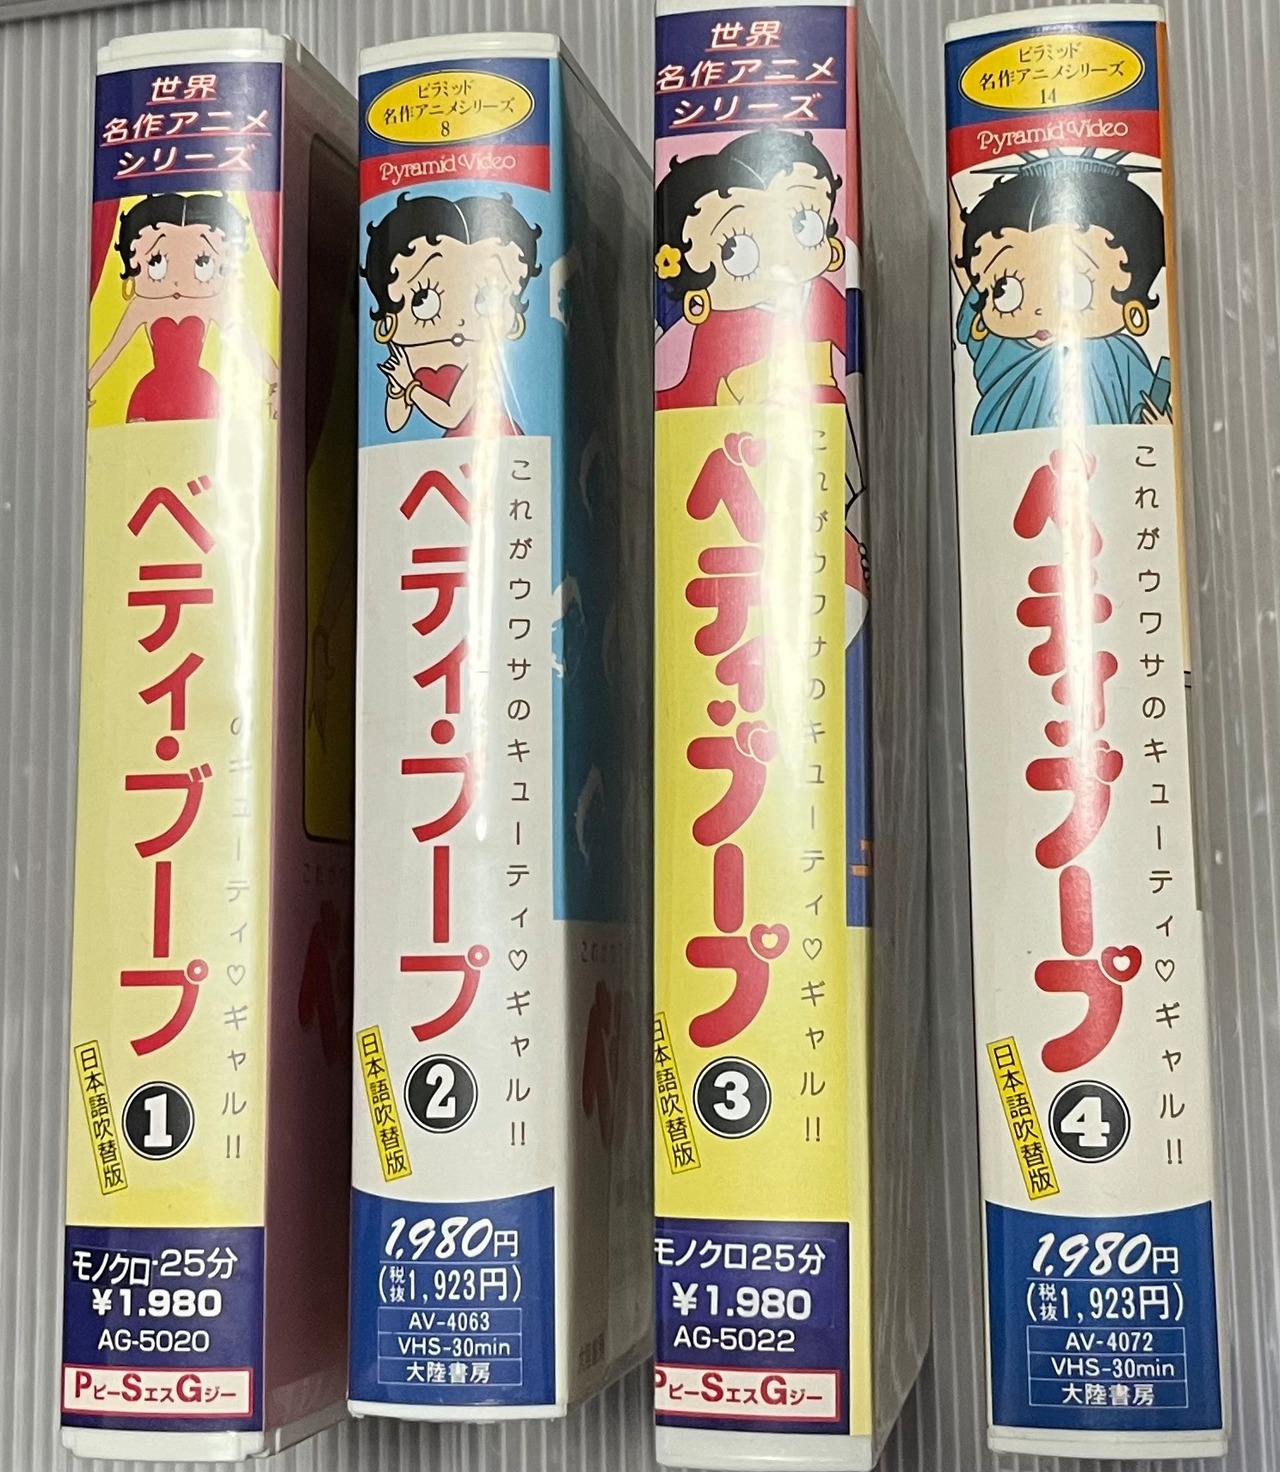 世界
名作アニメ
シリーズ
ベティ・ブープ
のキューティ♡ギャル!!
日本語吹替版
1
モノクロ・25分
¥1.980
AG-5020
PピーSエスGジー
ピラミッド
名作アニメシリーズ
8
Pyramid Video
ベティ・ブープ
これがウワサのキューティ♡ギャル!!
日本語吹替版
2
1,980円
(税抜1,923円)
AV-4063
VHS-30min
大陸書房
世界
名作アニメ
シリーズ
ベティ・ブープ
これがウワサのキューティ♡ギャル!!
日本語吹替版
3
モノクロ25分
¥1.980
AG-5022
PピーSエスGジー
ピラミッド
名作アニメシリーズ
14
Pyramid Video
ベティ・ブープ
これがウワサのキューティ♡ギャル!!
日本語吹替版
4
1,980円
(税抜1,923円)
AV-4072
VHS-30min
大陸書房